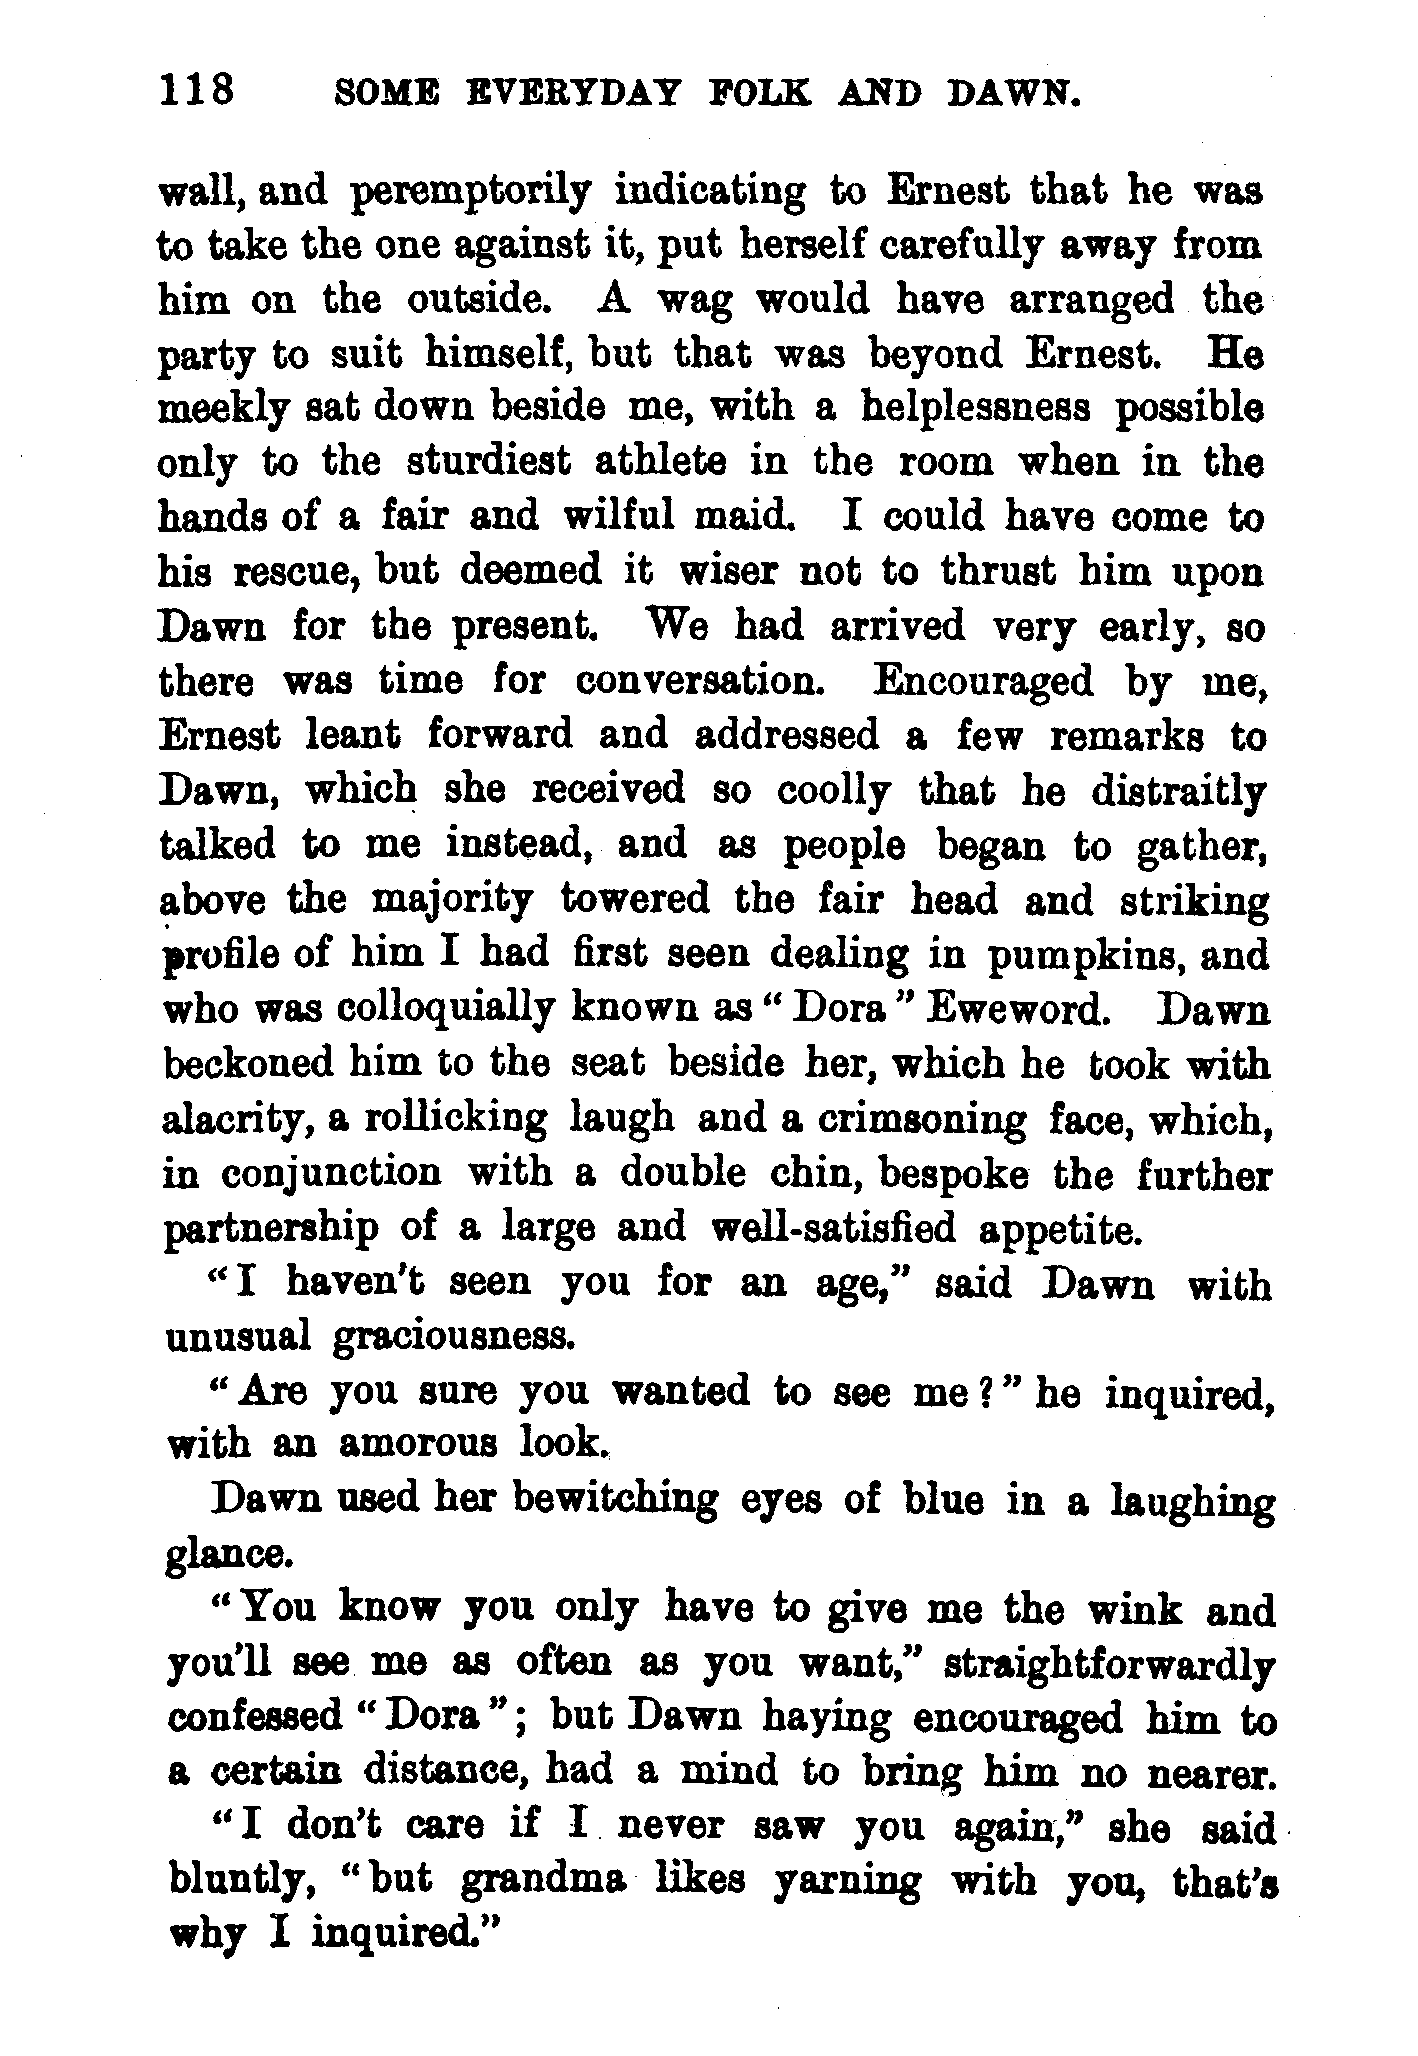 118 SOME EVERYDAY FOLK AND DAWN.
wall, and peremptorily indicating to Ernest that he was
to take the one against it, put herself carefully away from
him on the outside. A wag would have arranged the
party to suit himself, but that was beyond Ernest. He
meekly sat down beside me, with a helplessness possible
only to the sturdiest athlete in the room when in the
hands of a fair and wilful maid. I could have come to
his rescue, but deemed it wiser not to thrust him upon
Dawn for the present. We had arrived very early, so
there was time for conversation. Encouraged by me,
Ernest leant forward and addressed a few remarks to
Dawn, which she received so coolly that he distraitly
talked to me instead, and as people began to gather,
above the majority towered the fair head and striking
profile of him I had first seen dealing in pumpkins, and
who was colloquially known as "Dora" Eweword. Dawn
beckoned him to the seat beside her, which he took with
alacrity, a rollicking laugh and a crimsoning face, which,
in conjunction with a double chin, bespoke the further
partnership of a large and well-satisfied appetite.
"I haven't seen you for an age," said Dawn with
unusual graciousness.
"Are you sure you wanted to see me?" he inquired,
with an amorous look.
Dawn used her bewitching eyes of blue in a laughing
glance.
"You know you only have to give me the wink and
you'll see me as often as you want," straightforwardly
confessed "Dora"; but Dawn haying encouraged him to
a certain distance, had a mind to bring him no nearer.
"I don't care if I never saw you again," she said
bluntly, "but grandma likes yarning with you, that's
why I inquired."